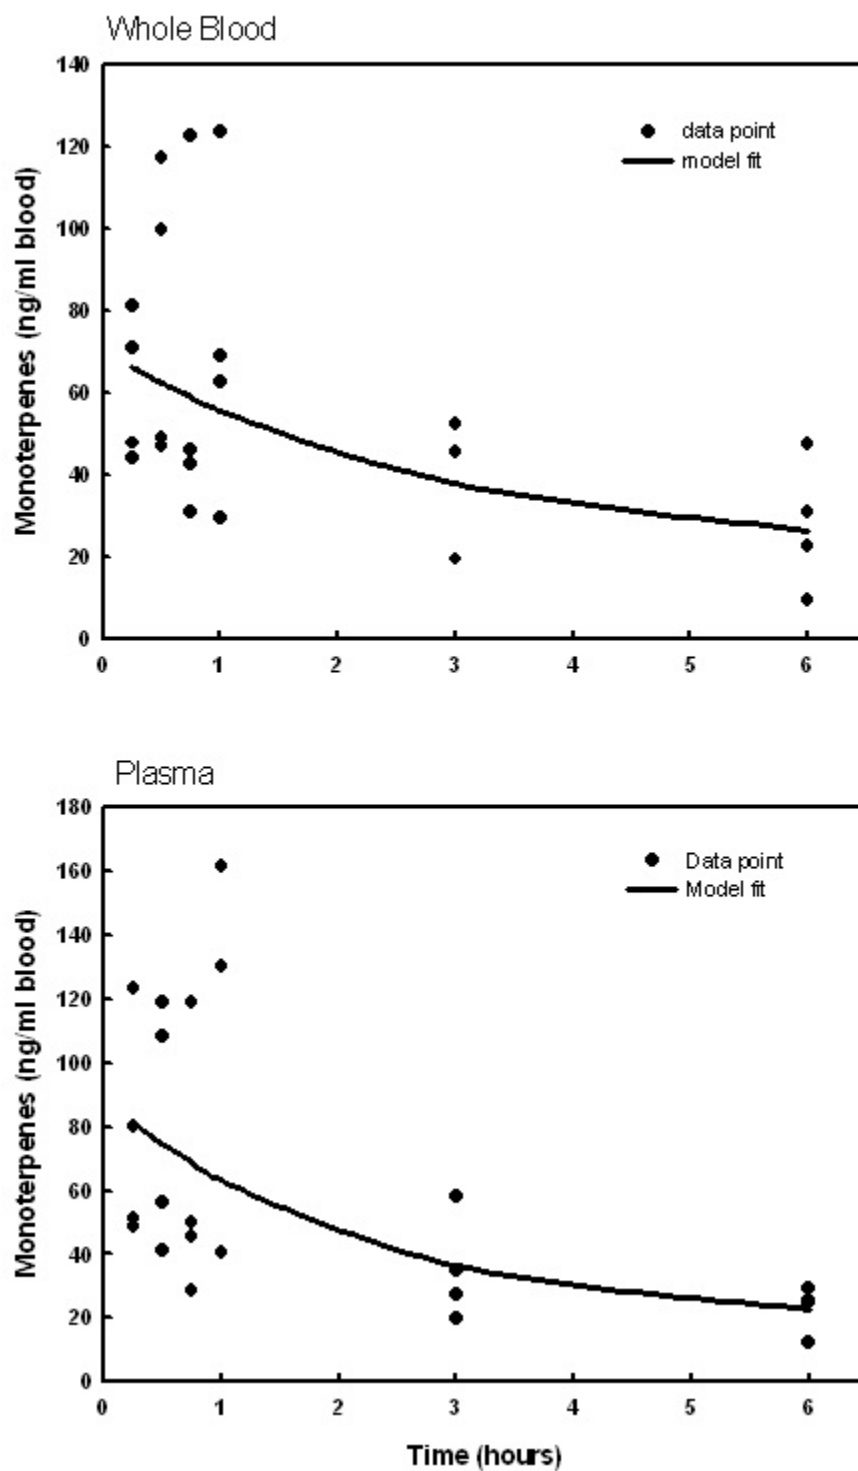 Whole Blood
140
120
100
80
60
40
20
0
Monoterpenes (ng/ml blood)
data point
model fit
0 1 2 3 4 5 6
Plasma
180
160
140
120
100
80
60
40
20
0
Monoterpenes (ng/ml blood)
Data point
Model fit
0 1 2 3 4 5 6
Time (hours)